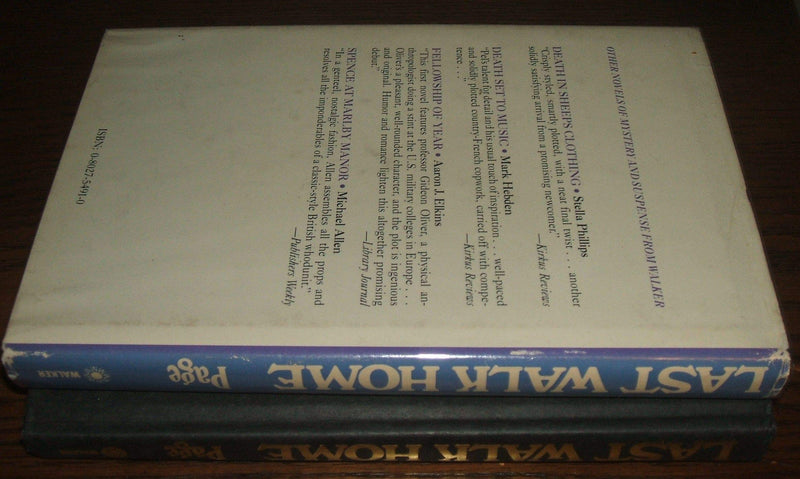 OTHER NOVELS OF MYSTERY AND SUSPENSE FROM WALKER
DEATH IN SHEEPS CLOTHING • Stella Phillips
"Crisply styled, smartly plotted, with a neat final twist . . . another
solidly satisfying arrival from a promising newcomer."
—Kirkus Reviews
DEATH SET TO MUSIC • Mark Hebden
"Pel's talent for detail and his usual touch of inspiration . . . well-paced
and solidly plotted country-French copwork, carried off with compe-
tence. . . ."
—Kirkus Reviews
FELLOWSHIP OF YEAR • Aaron J. Elkins
"This first novel features professor Gideon Oliver, a physical an-
thropologist doing a stint at the U.S. military colleges in Europe . . .
Oliver's a pleasant, well-rounded character, and the plot is ingenious
and original. Humor and romance lighten this altogether promising
debut."
—Library Journal
SPENCE AT MARLBY MANOR • Michael Allen
"In a genteel, nostalgic fashion, Allen assembles all the props and
resolves all the imponderables of a classic-style British whodunit."
—Publishers Weekly
ISBN: 0-8027-5491-0
LAST WALK HOME
Page
WALKER
LAST WALK HOME
Page